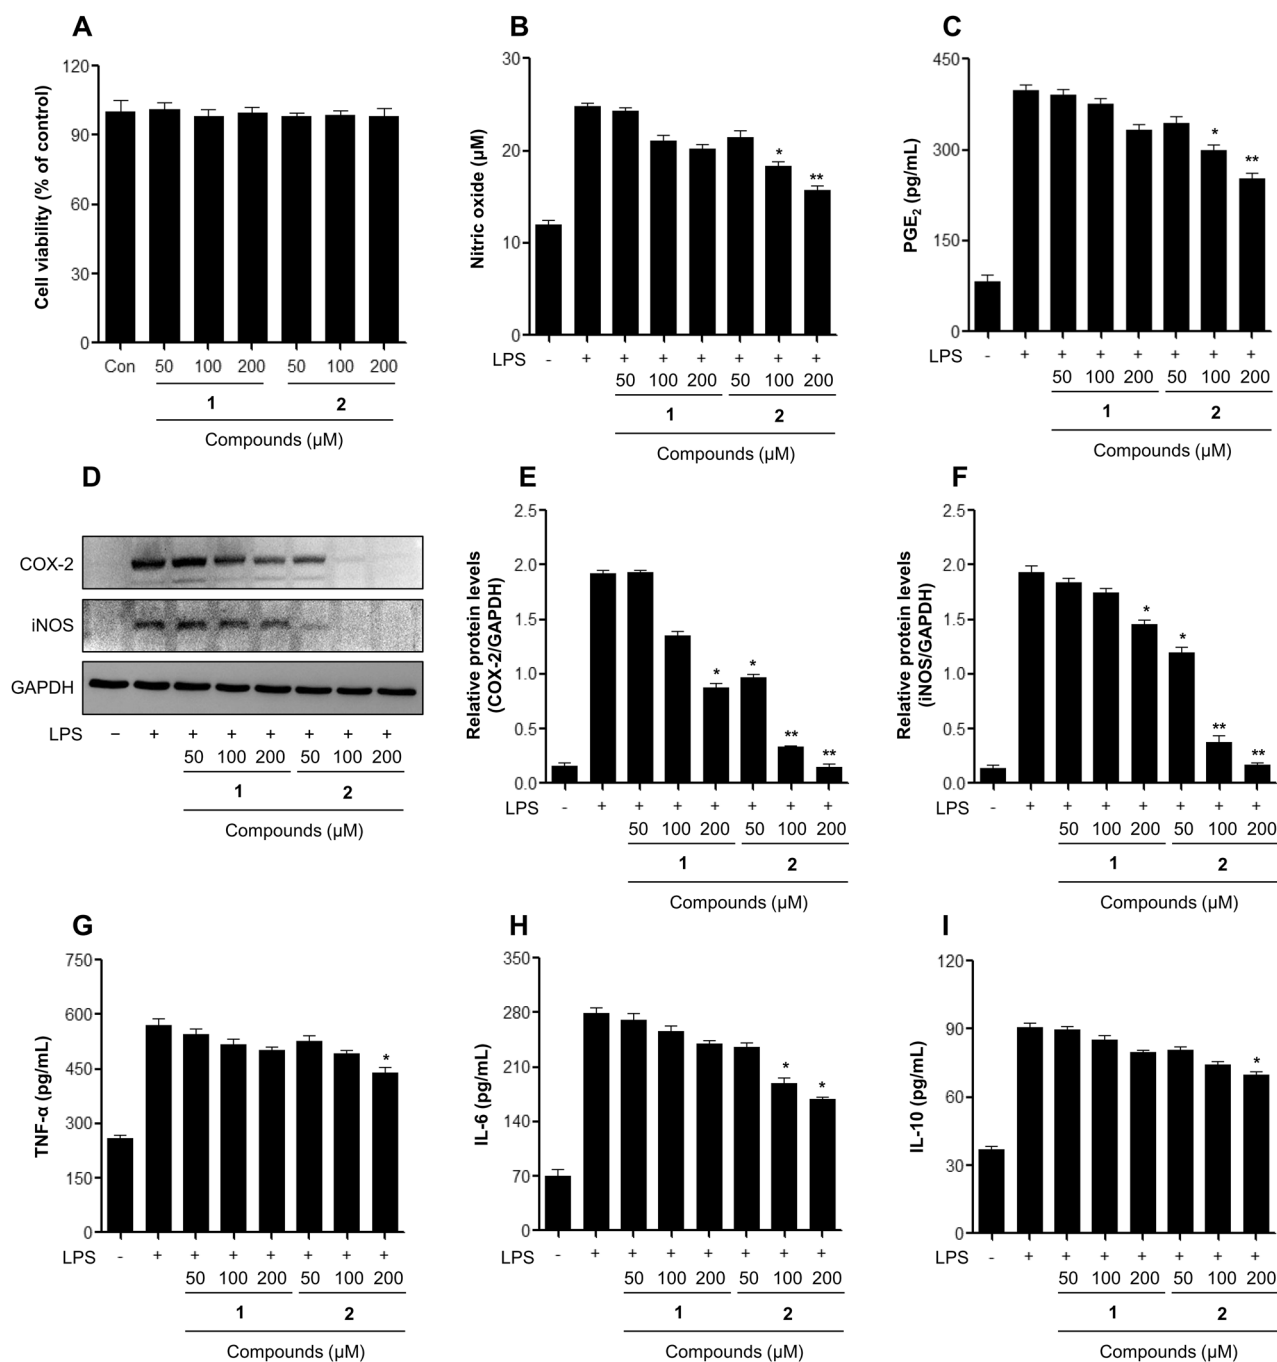 A
Cell viability (% of control)
120
90
60
30
0
Con 50 100 200 50 100 200
1 2
Compounds (µM)
B
Nitric oxide (µM)
30
20
10
0
* **
LPS - + + + + + + +
50 100 200 50 100 200
1 2
Compounds (µM)
C
PGE2 (pg/mL)
450
300
150
0
* **
LPS - + + + + + + +
50 100 200 50 100 200
1 2
Compounds (µM)
D
COX-2
iNOS
GAPDH
LPS − + + + + + + +
50 100 200 50 100 200
1 2
Compounds (µM)
E
Relative protein levels
(COX-2/GAPDH)
2.5
2.0
1.5
1.0
0.5
0.0
* * ** **
LPS - + + + + + + +
50 100 200 50 100 200
1 2
Compounds (µM)
F
Relative protein levels
(iNOS/GAPDH)
2.5
2.0
1.5
1.0
0.5
0.0
* * ** **
LPS - + + + + + + +
50 100 200 50 100 200
1 2
Compounds (µM)
G
TNF-α (pg/mL)
750
600
450
300
150
0
*
LPS - + + + + + + +
50 100 200 50 100 200
1 2
Compounds (µM)
H
IL-6 (pg/mL)
350
280
210
140
70
0
* *
LPS - + + + + + + +
50 100 200 50 100 200
1 2
Compounds (µM)
I
IL-10 (pg/mL)
120
90
60
30
0
*
LPS - + + + + + + +
50 100 200 50 100 200
1 2
Compounds (µM)